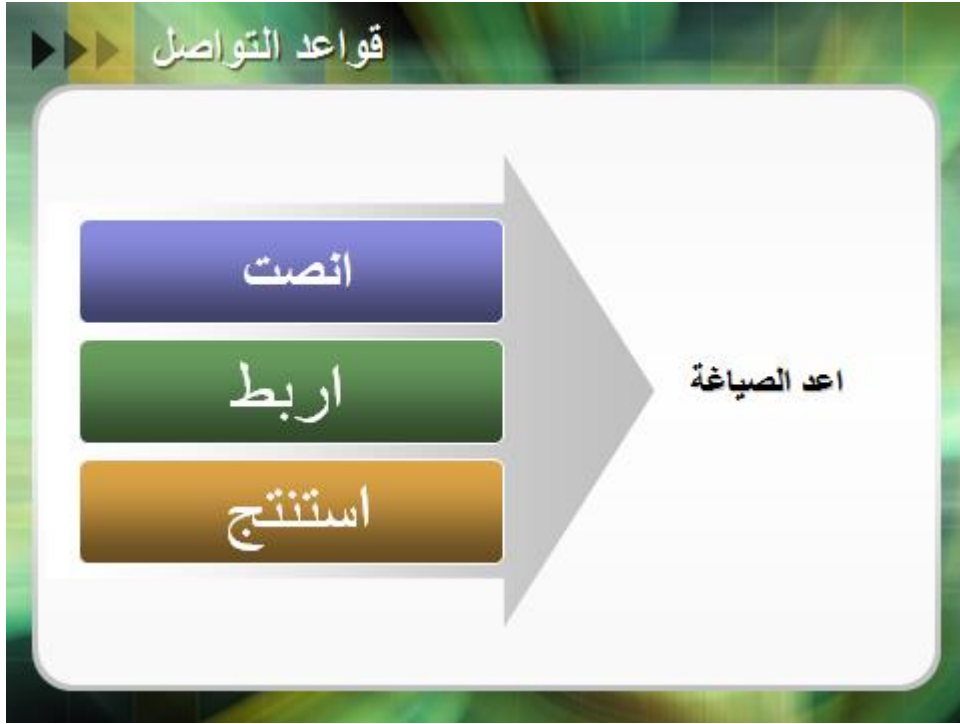 قواعد التواصل
انصت
اربط
استنتج
اعد الصياغة